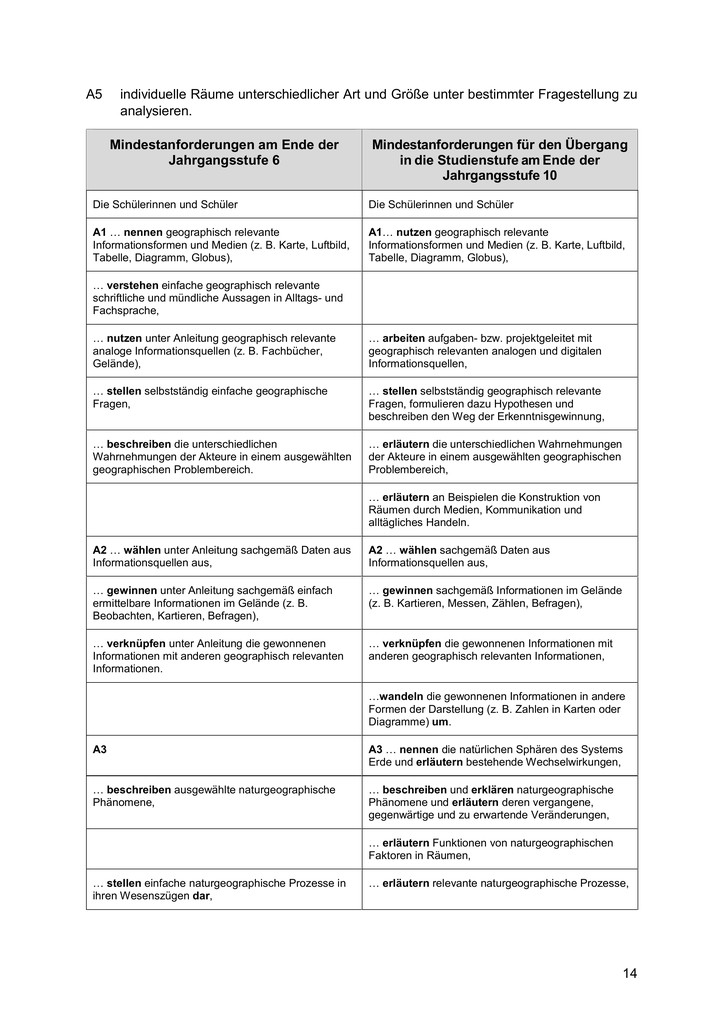 A5 individuelle Räume unterschiedlicher Art und Größe unter bestimmter Fragestellung zu
analysieren.
Mindestanforderungen am Ende der
Jahrgangsstufe 6
Mindestanforderungen für den Übergang
in die Studienstufe am Ende der
Jahrgangsstufe 10
Die Schülerinnen und Schüler
Die Schülerinnen und Schüler
A1 … nennen geographisch relevante
Informationsformen und Medien (z. B. Karte, Luftbild,
Tabelle, Diagramm, Globus),
A1… nutzen geographisch relevante
Informationsformen und Medien (z. B. Karte, Luftbild,
Tabelle, Diagramm, Globus),
… verstehen einfache geographisch relevante
schriftliche und mündliche Aussagen in Alltags- und
Fachsprache,
… nutzen unter Anleitung geographisch relevante
analoge Informationsquellen (z. B. Fachbücher,
Gelände),
… arbeiten aufgaben- bzw. projektgeleitet mit
geographisch relevanten analogen und digitalen
Informationsquellen,
… stellen selbstständig einfache geographische
Fragen,
… stellen selbstständig geographisch relevante
Fragen, formulieren dazu Hypothesen und
beschreiben den Weg der Erkenntnisgewinnung,
… beschreiben die unterschiedlichen
Wahrnehmungen der Akteure in einem ausgewählten
geographischen Problembereich.
… erläutern die unterschiedlichen Wahrnehmungen
der Akteure in einem ausgewählten geographischen
Problembereich,
… erläutern an Beispielen die Konstruktion von
Räumen durch Medien, Kommunikation und
alltägliches Handeln.
A2 … wählen unter Anleitung sachgemäß Daten aus
Informationsquellen aus,
A2 … wählen sachgemäß Daten aus
Informationsquellen aus,
… gewinnen unter Anleitung sachgemäß einfach
ermittelbare Informationen im Gelände (z. B.
Beobachten, Kartieren, Befragen),
… gewinnen sachgemäß Informationen im Gelände
(z. B. Kartieren, Messen, Zählen, Befragen),
… verknüpfen unter Anleitung die gewonnenen
Informationen mit anderen geographisch relevanten
Informationen.
… verknüpfen die gewonnenen Informationen mit
anderen geographisch relevanten Informationen,
…wandeln die gewonnenen Informationen in andere
Formen der Darstellung (z. B. Zahlen in Karten oder
Diagramme) um.
A3
A3 … nennen die natürlichen Sphären des Systems
Erde und erläutern bestehende Wechselwirkungen,
… beschreiben ausgewählte naturgeographische
Phänomene,
… beschreiben und erklären naturgeographische
Phänomene und erläutern deren vergangene,
gegenwärtige und zu erwartende Veränderungen,
… erläutern Funktionen von naturgeographischen
Faktoren in Räumen,
… stellen einfache naturgeographische Prozesse in
ihren Wesenszügen dar,
… erläutern relevante naturgeographische Prozesse,
14